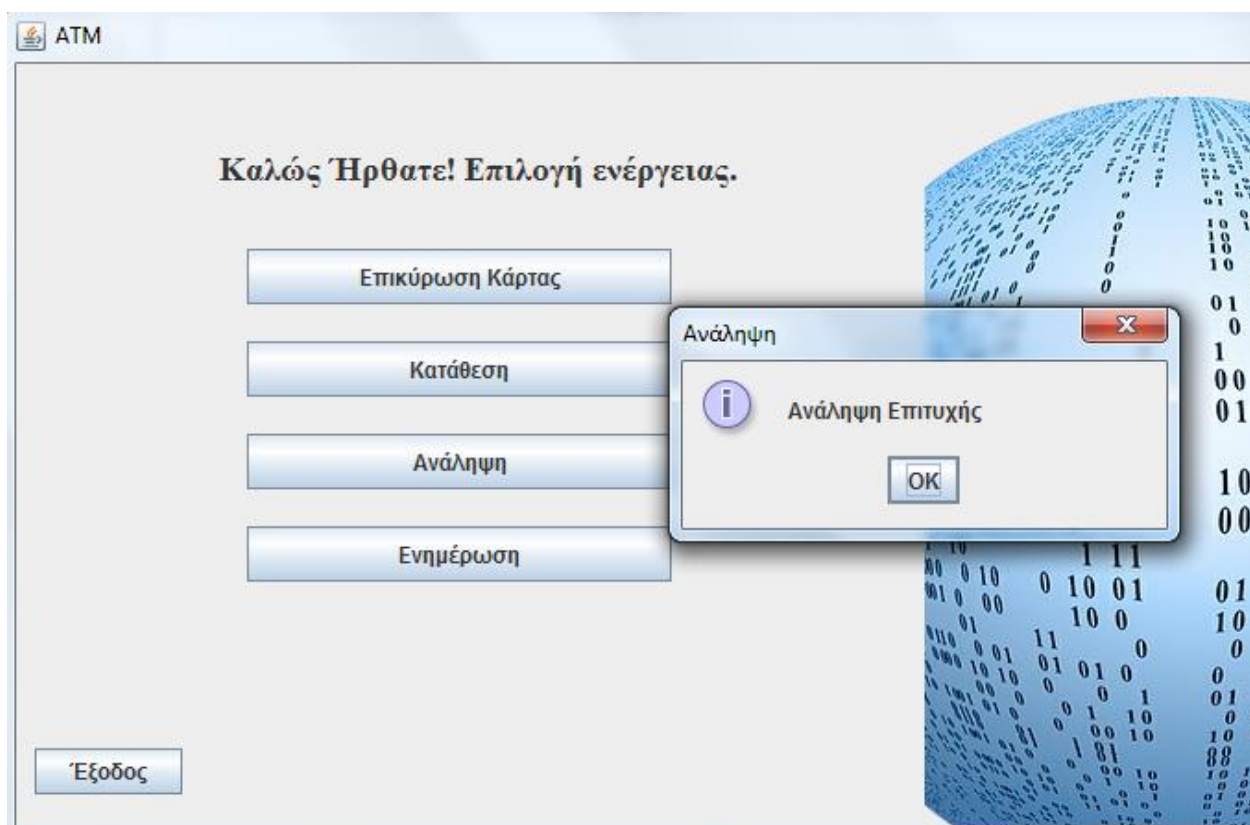 ATM
Καλώς Ήρθατε! Επιλογή ενέργειας.
Επικύρωση Κάρτας
Κατάθεση
Ανάληψη
Ενημέρωση
Έξοδος
Ανάληψη
Ανάληψη Επιτυχής
OK